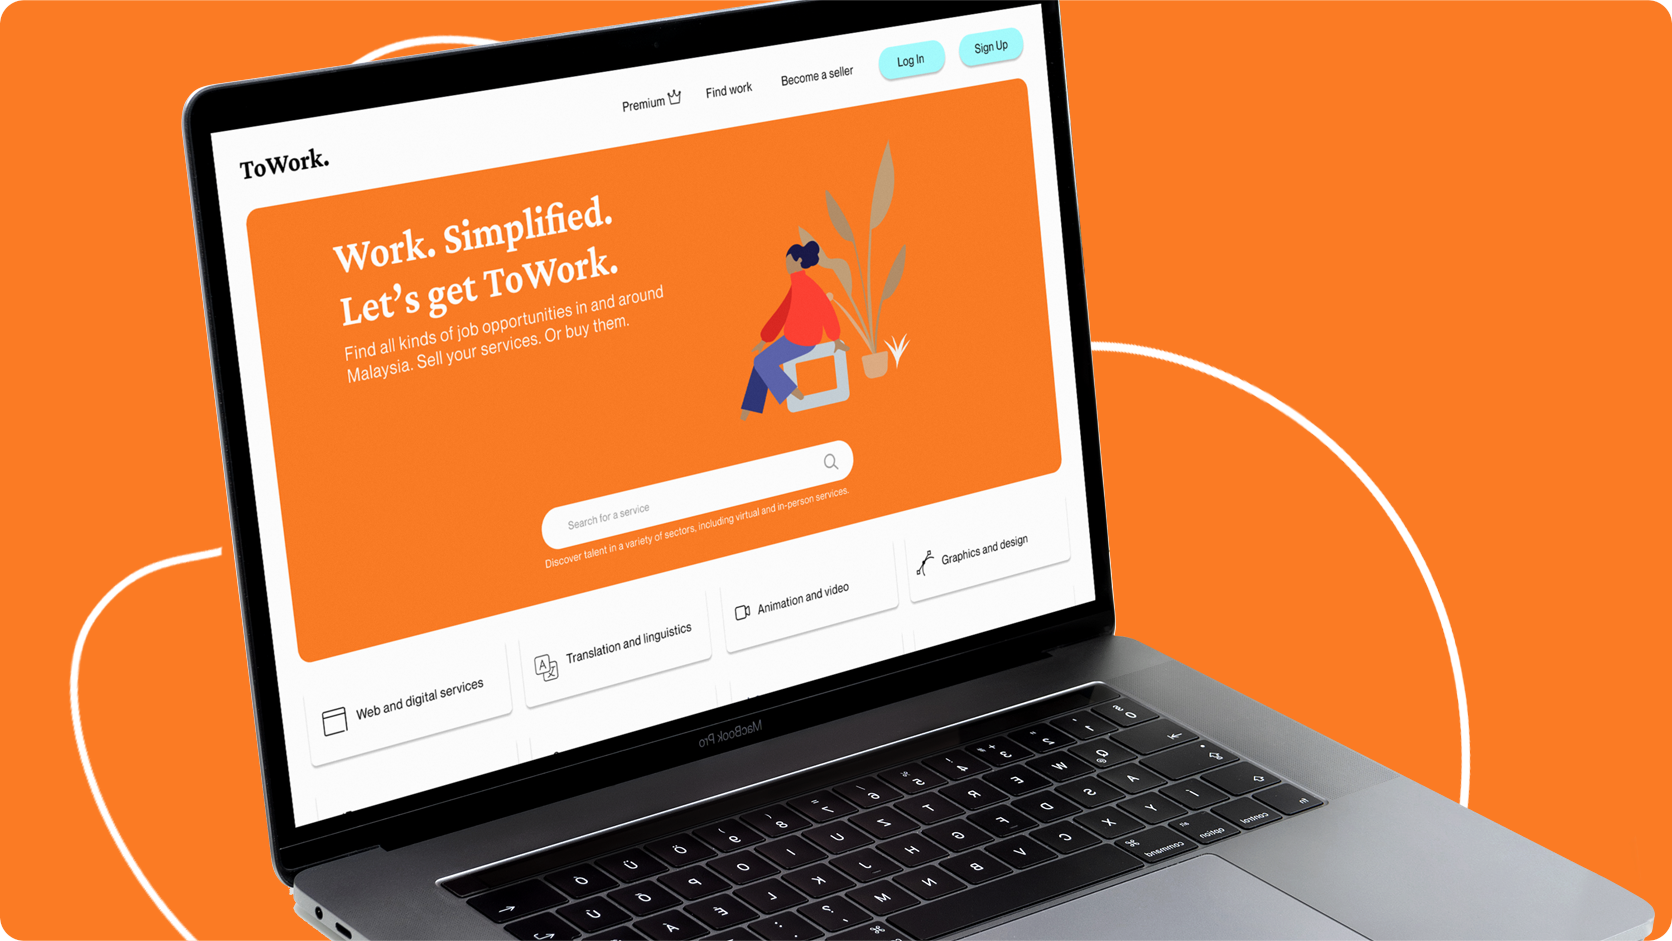 Premium
Find work
Become a seller
Log In
Sign Up
ToWork.
Work. Simplified.
Let's get ToWork.
Find all kinds of job opportunities in and around
Malaysia. Sell your services. Or buy them.
Search for a service
Discover talent in a variety of sectors, including virtual and in-person services.
Web and digital services
Translation and linguistics
Animation and video
Graphics and design
MacBook Pro